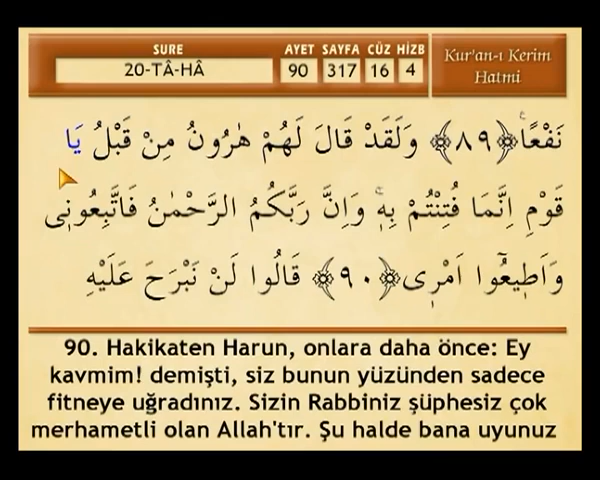 SURE AYET SAYFA CÜZ HİZB
20-TÂ-HÂ 90 317 16 4
Kur'an-ı Kerim
Hatmi
نَفْعًاۚ ﴿٨٩﴾ وَلَقَدْ قَالَ لَهُمْ هٰرُونُ مِنْ قَبْلُ يَا
قَوْمِ اِنَّمَا فُتِنْتُمْ بِهٖۚ وَاِنَّ رَبَّكُمُ الرَّحْمٰنُ فَاتَّبِعُونٖى
وَاَطٖيعُٓوا اَمْرٖى ﴿٩٠﴾ قَالُوا لَنْ نَبْرَحَ عَلَيْهِ
90. Hakikaten Harun, onlara daha önce: Ey
kavmim! demişti, siz bunun yüzünden sadece
fitneye uğradınız. Sizin Rabbiniz şüphesiz çok
merhametli olan Allah'tır. Şu halde bana uyunuz